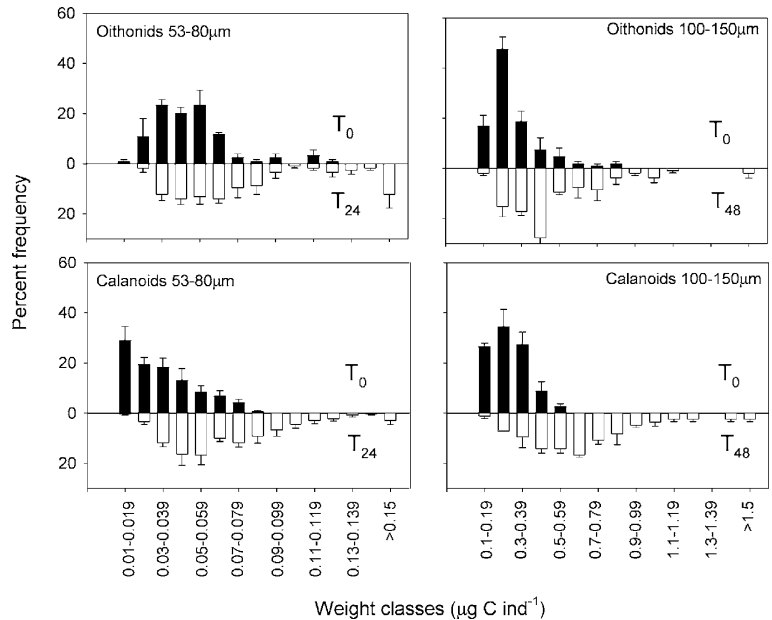 Oithonids 53-80µm
Oithonids 100-150µm
60
40
20
0
20
T0
T24
T0
T48
Percent frequency
Calanoids 53-80µm
Calanoids 100-150µm
60
40
20
0
20
T0
T24
T0
T48
0.01-0.019
0.03-0.039
0.05-0.059
0.07-0.079
0.09-0.099
0.11-0.119
0.13-0.139
>0.15
0.1-0.19
0.3-0.39
0.5-0.59
0.7-0.79
0.9-0.99
1.1-1.19
1.3-1.39
>1.5
Weight classes (µg C ind-1)